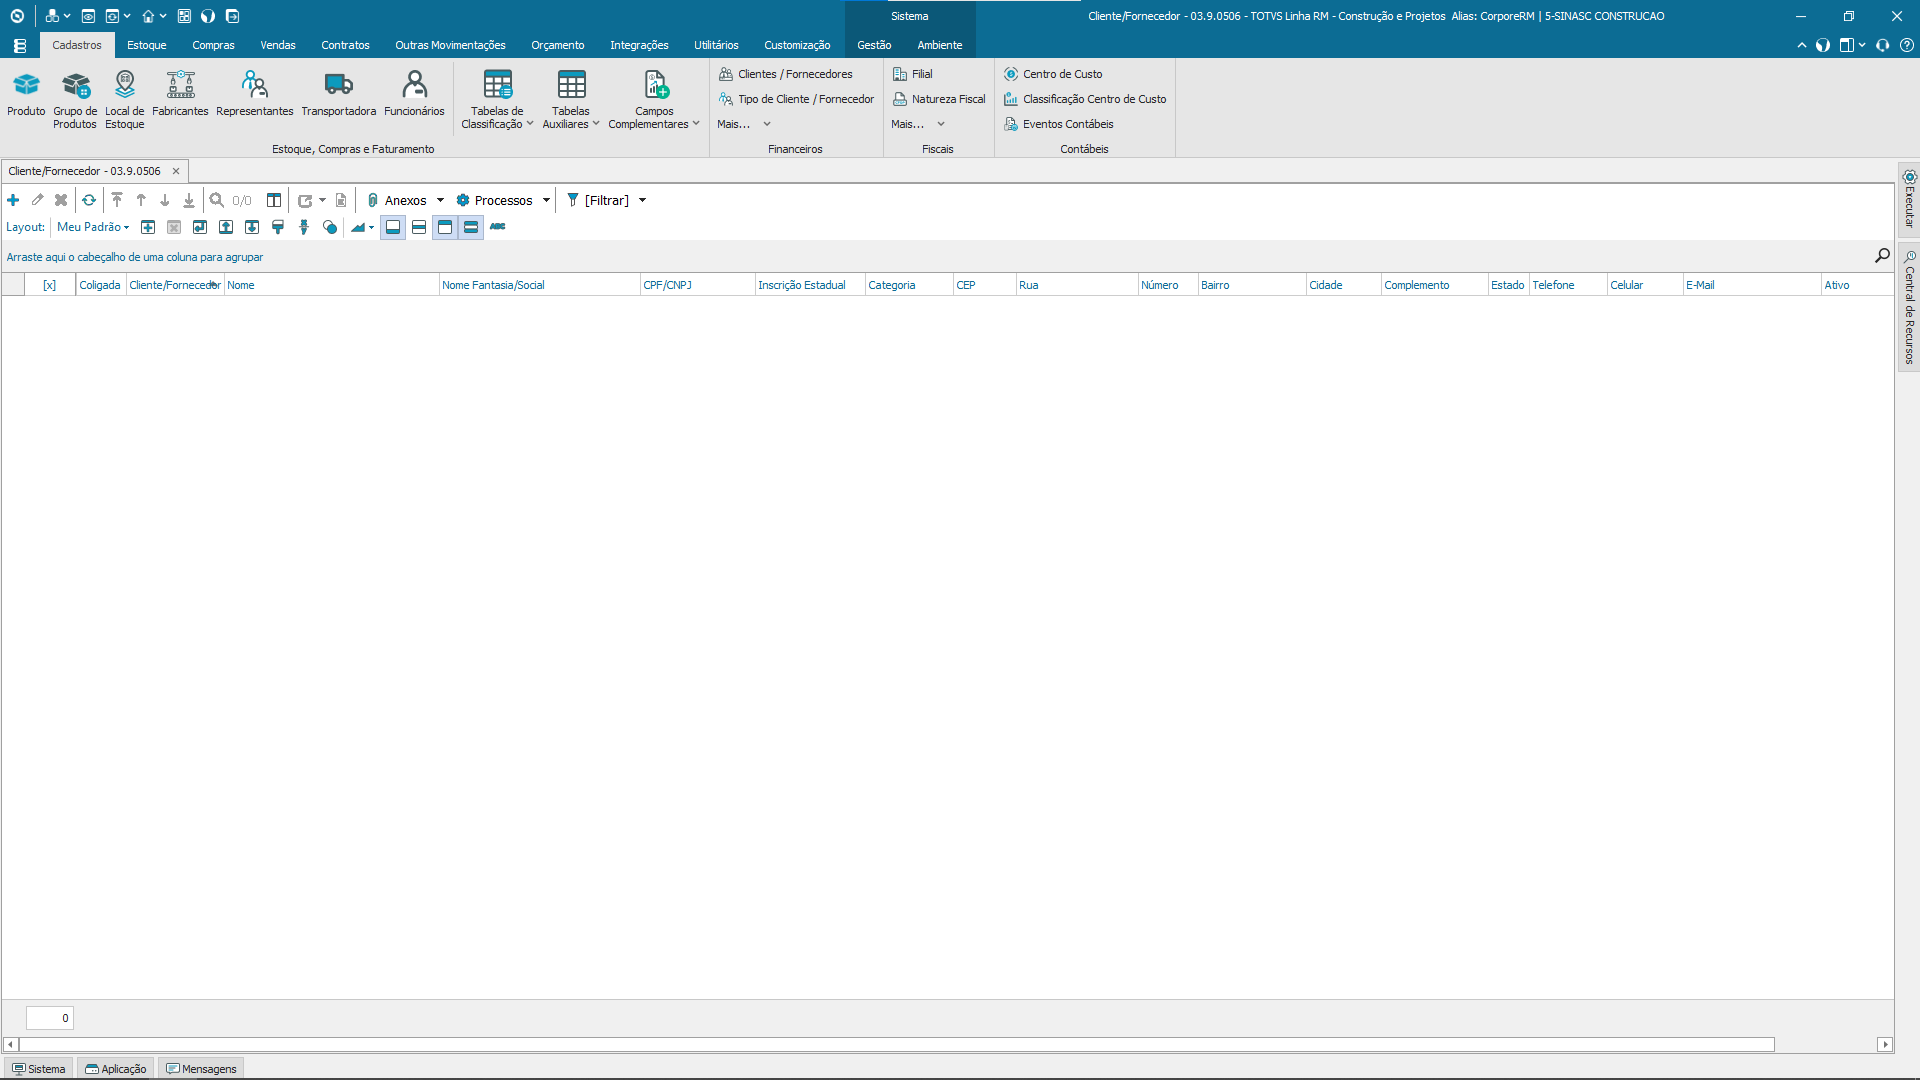 Sistema
Cliente/Fornecedor - 03.9.0506 - TOTVS Linha RM - Construção e Projetos  Alias: CorporeRM | 5-SINASC CONSTRUCAO
Cadastros Estoque Compras Vendas Contratos Outras Movimentações Orçamento Integrações Utilitários Customização Gestão Ambiente
Produto
Grupo de Produtos
Local de Estoque
Fabricantes
Representantes
Transportadora
Funcionários
Tabelas de Classificação
Tabelas Auxiliares
Campos Complementares
Estoque, Compras e Faturamento
Clientes / Fornecedores
Tipo de Cliente / Fornecedor
Mais...
Financeiros
Filial
Natureza Fiscal
Mais...
Fiscais
Centro de Custo
Classificação Centro de Custo
Eventos Contábeis
Contábeis
Cliente/Fornecedor - 03.9.0506
0/0 Anexos Processos [Filtrar]
Layout: Meu Padrão ABC
Arraste aqui o cabeçalho de uma coluna para agrupar
[x] Coligada Cliente/Fornecedor Nome Nome Fantasia/Social CPF/CNPJ Inscrição Estadual Categoria CEP Rua Número Bairro Cidade Complemento Estado Telefone Celular E-Mail Ativo
Executar
Central de Recursos
0
Sistema Aplicação Mensagens